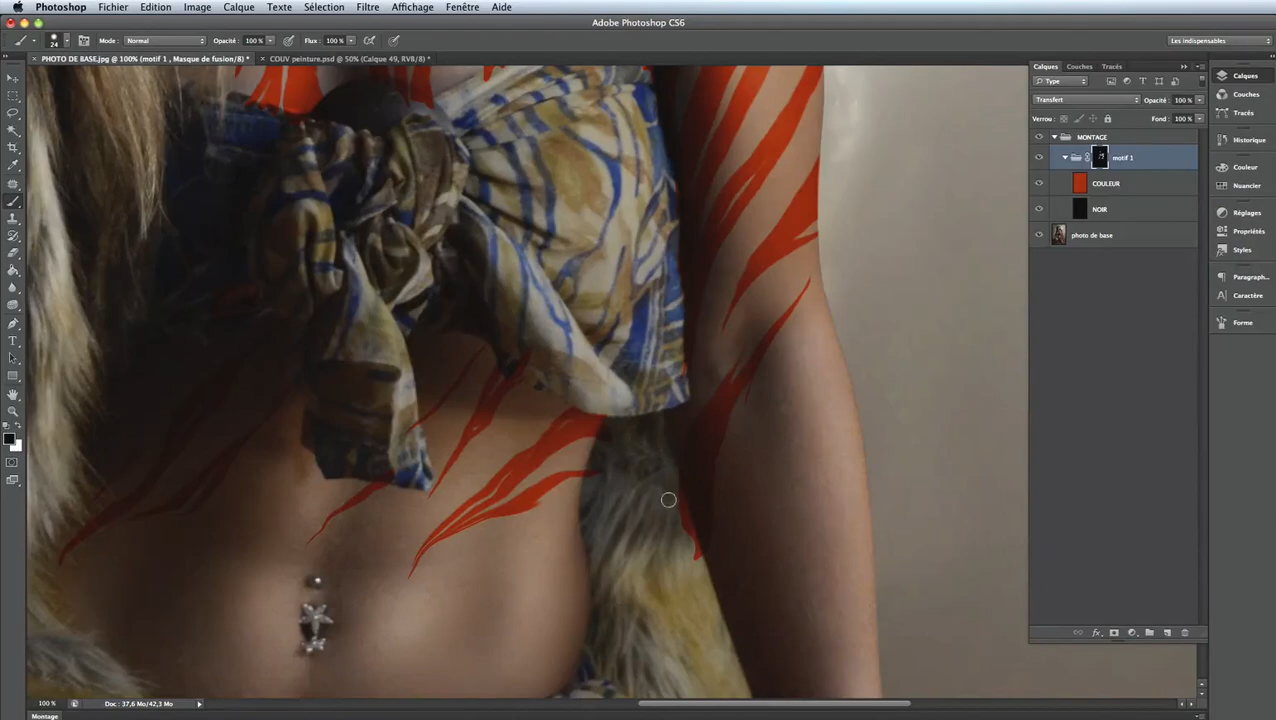 Photoshop Fichier Edition Image Calque Texte Sélection Filtre Affichage Fenêtre Aide
Adobe Photoshop CS6
24 Mode: Normal Opacité: 100 % Flux: 100 % Les indispensables
PHOTO DE BASE.jpg @ 100% (motif 1 , Masque de fusion/8) * COUV peinture.psd @ 50% (Calque 49, RVB/8) *
Calques Couches Tracés
Type
Transfert Opacité: 100 %
Verrou: Fond: 100 %
MONTAGE
motif 1
COULEUR
NOIR
photo de base
Calques
Couches
Tracés
Historique
Couleur
Nuancier
Réglages
Propriétés
Styles
Paragraph...
Caractère
Forme
fx
100 % Doc : 37,6 Mo/42,3 Mo
Montage